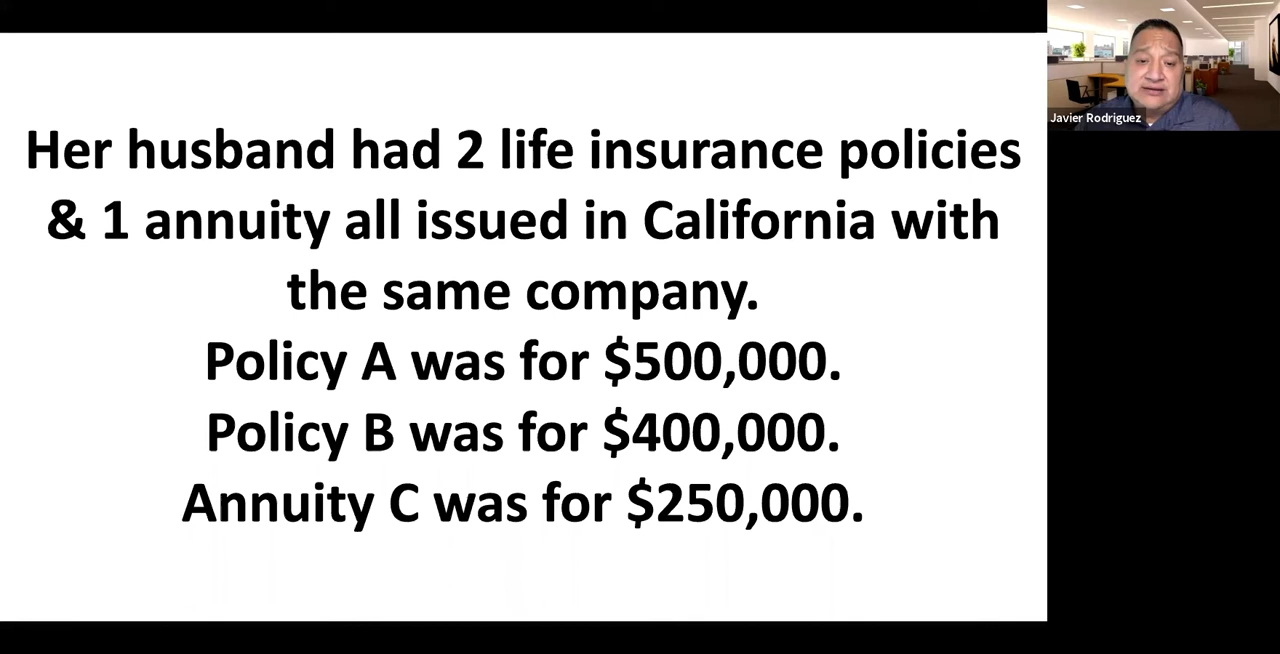 Her husband had 2 life insurance policies
& 1 annuity all issued in California with
the same company.
Policy A was for $500,000.
Policy B was for $400,000.
Annuity C was for $250,000.
Javier Rodriguez